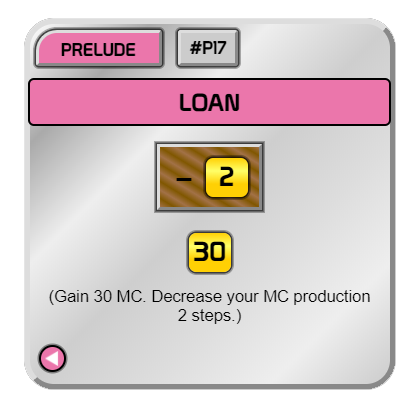 PRELUDE
#P17
LOAN
– 2
30
(Gain 30 MC. Decrease your MC production
2 steps.)